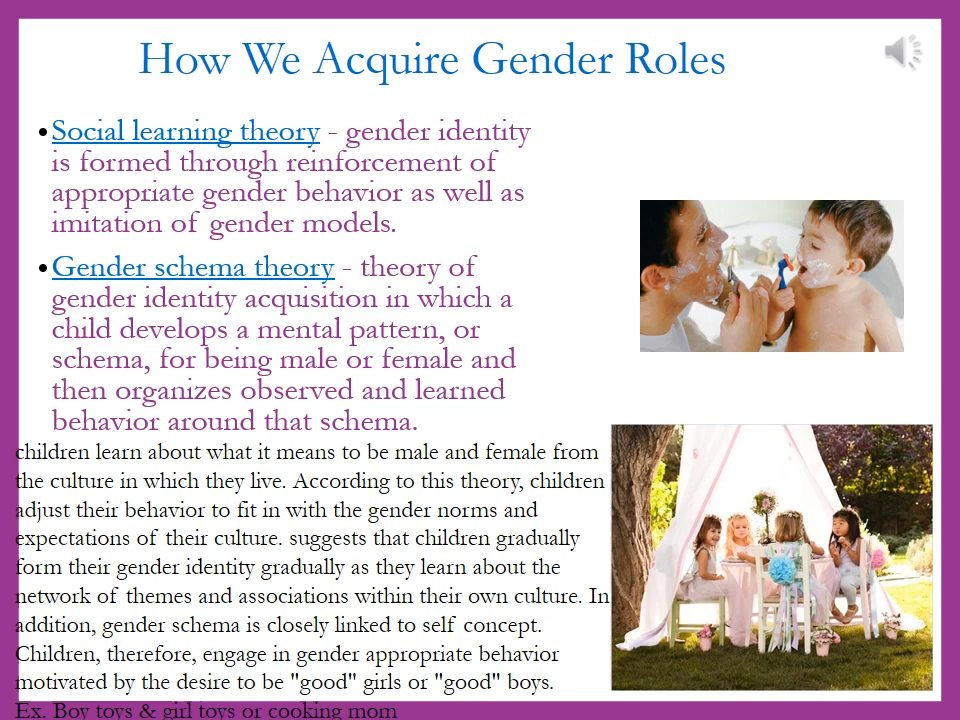 How We Acquire Gender Roles
•Social learning theory - gender identity
is formed through reinforcement of
appropriate gender behavior as well as
imitation of gender models.
•Gender schema theory - theory of
gender identity acquisition in which a
child develops a mental pattern, or
schema, for being male or female and
then organizes observed and learned
behavior around that schema.
children learn about what it means to be male and female from
the culture in which they live. According to this theory, children
adjust their behavior to fit in with the gender norms and
expectations of their culture. suggests that children gradually
form their gender identity gradually as they learn about the
network of themes and associations within their own culture. In
addition, gender schema is closely linked to self concept.
Children, therefore, engage in gender appropriate behavior
motivated by the desire to be "good" girls or "good" boys.
Ex. Boy toys & girl toys or cooking mom